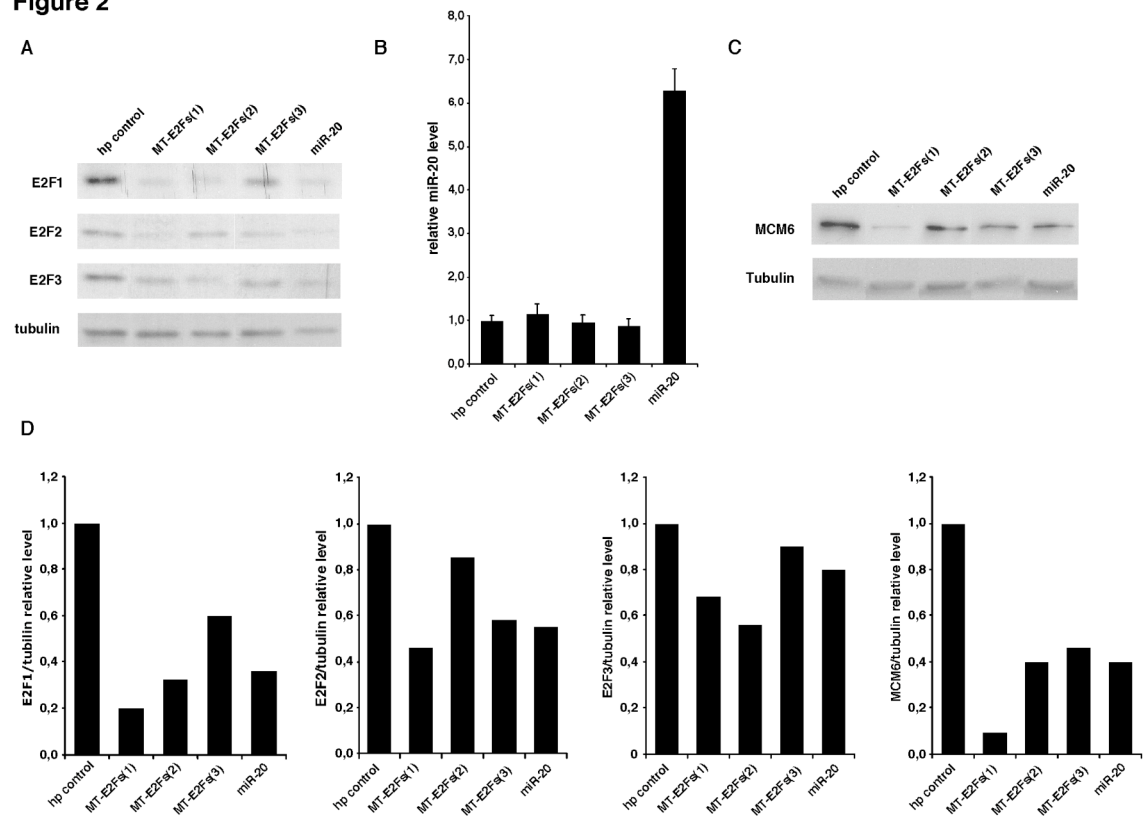 Figure 2
A
hp control
MT-E2Fs(1)
MT-E2Fs(2)
MT-E2Fs(3)
miR-20
E2F1
E2F2
E2F3
tubulin
B
relative miR-20 level
8,0
7,0
6,0
5,0
4,0
3,0
2,0
1,0
0,0
hp control
MT-E2Fs(1)
MT-E2Fs(2)
MT-E2Fs(3)
miR-20
C
hp control
MT-E2Fs(1)
MT-E2Fs(2)
MT-E2Fs(3)
miR-20
MCM6
Tubulin
D
E2F1/tubilin relative level
1,2
1,0
0,8
0,6
0,4
0,2
0,0
hp control
MT-E2Fs(1)
MT-E2Fs(2)
MT-E2Fs(3)
miR-20
E2F2/tubulin relative level
1,2
1,0
0,8
0,6
0,4
0,2
0,0
hp control
MT-E2Fs(1)
MT-E2Fs(2)
MT-E2Fs(3)
miR-20
E2F3/tubulin relative level
1,2
1,0
0,8
0,6
0,4
0,2
0
hp control
MT-E2Fs(1)
MT-E2Fs(2)
MT-E2Fs(3)
miR-20
MCM6/tubulin relative level
1,2
1,0
0,8
0,6
0,4
0,2
0,0
hp control
MT-E2Fs(1)
MT-E2Fs(2)
MT-E2Fs(3)
miR-20